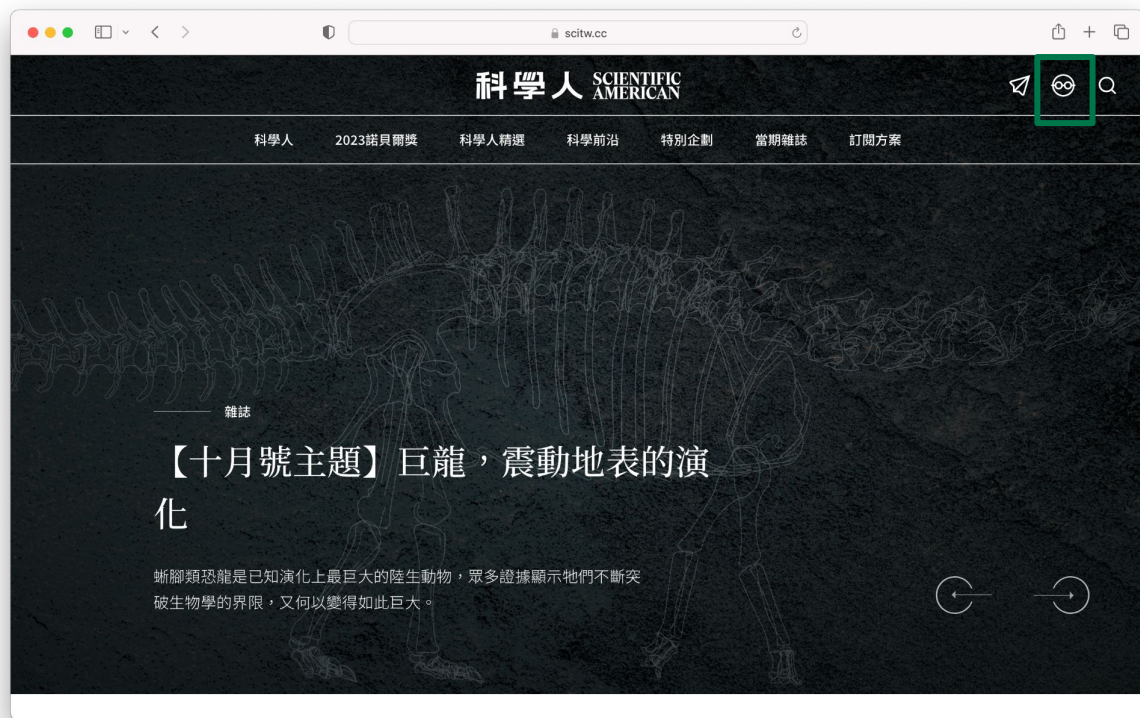 scitw.cc
科學人 SCIENTIFIC AMERICAN
科學人 2023諾貝爾獎 科學人精選 科學前沿 特別企劃 當期雜誌 訂閱方案
雜誌
【十月號主題】巨龍，震動地表的演
化
蜥腳類恐龍是已知演化上最巨大的陸生動物，眾多證據顯示牠們不斷突
破生物學的界限，又何以變得如此巨大。